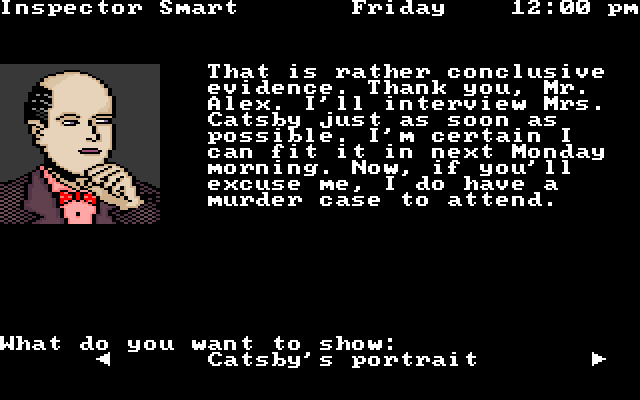 Inspector Smart Friday 12:00 pm
That is rather conclusive
evidence. Thank you, Mr.
Alex. I'll interview Mrs.
Catsby just as soon as
possible. I'm certain I
can fit it in next Monday
morning. Now, if you'll
excuse me, I do have a
murder case to attend.
What do you want to show:
Catsby's portrait